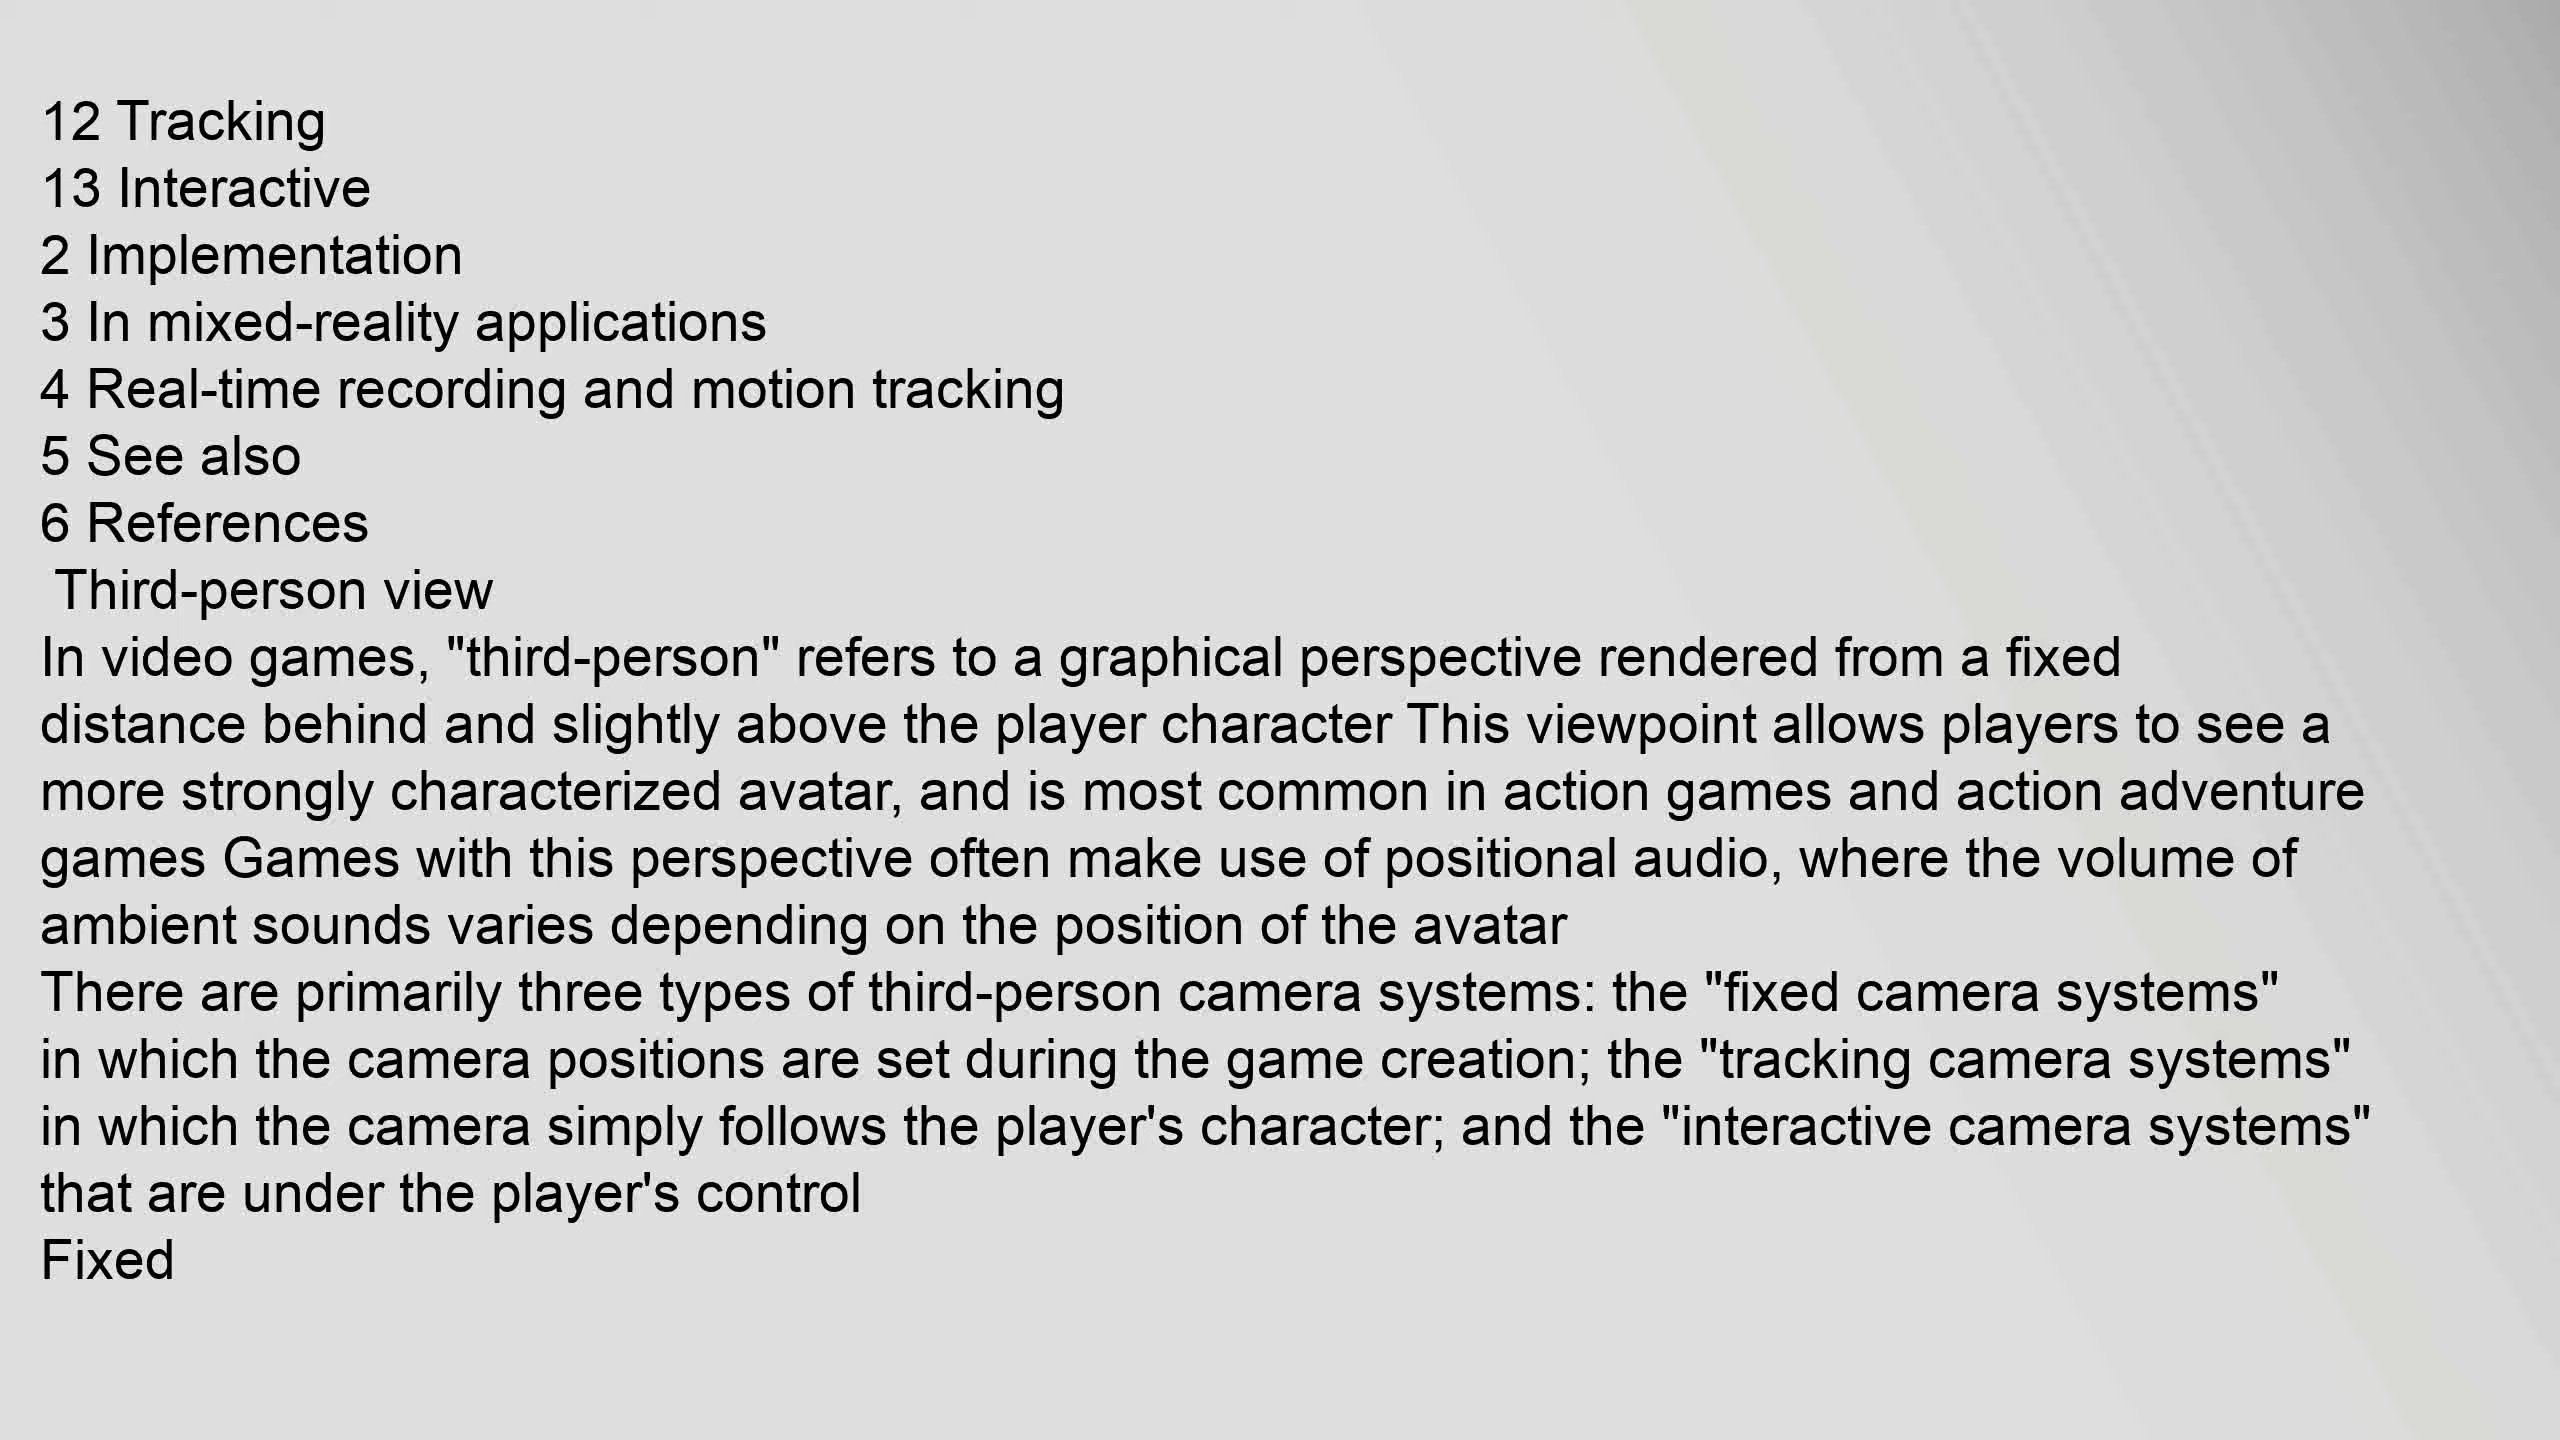 12 Tracking
13 Interactive
2 Implementation
3 In mixed-reality applications
4 Real-time recording and motion tracking
5 See also
6 References
Third-person view
In video games, "third-person" refers to a graphical perspective rendered from a fixed
distance behind and slightly above the player character This viewpoint allows players to see a
more strongly characterized avatar, and is most common in action games and action adventure
games Games with this perspective often make use of positional audio, where the volume of
ambient sounds varies depending on the position of the avatar
There are primarily three types of third-person camera systems: the "fixed camera systems"
in which the camera positions are set during the game creation; the "tracking camera systems"
in which the camera simply follows the player's character; and the "interactive camera systems"
that are under the player's control
Fixed